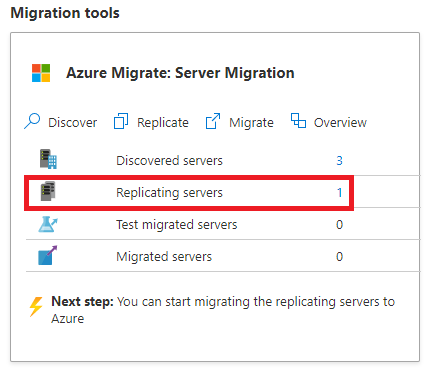 Migration tools
Azure Migrate: Server Migration
Discover Replicate Migrate Overview
Discovered servers 3
Replicating servers 1
Test migrated servers 0
Migrated servers 0
Next step: You can start migrating the replicating servers to
Azure